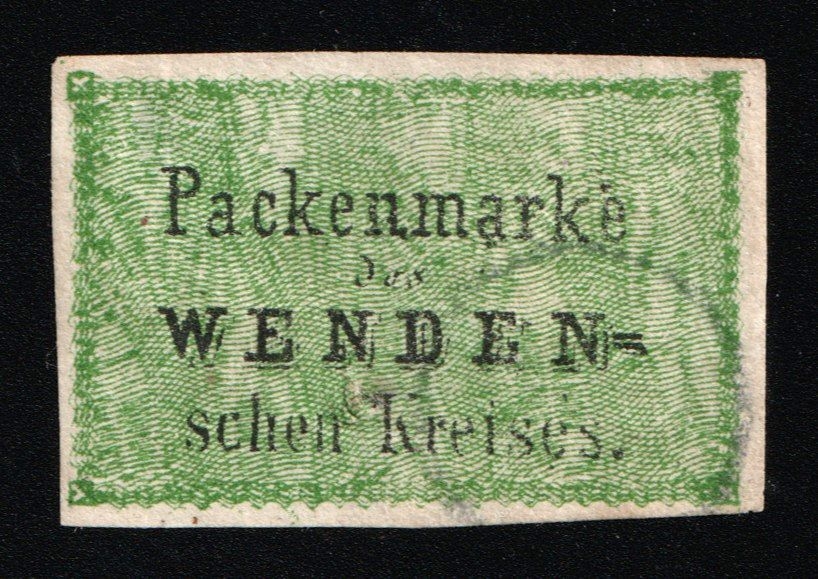 Packenmarke
des
WENDEN=
schen Kreises.